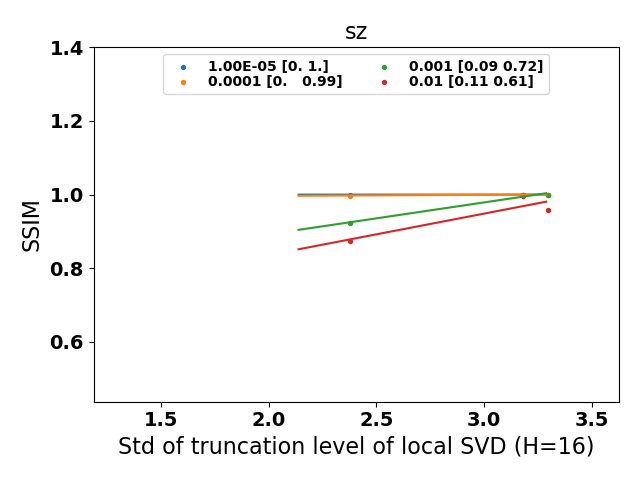 sz
1.00E-05 [0. 1.]
0.0001 [0.   0.99]
0.001 [0.09 0.72]
0.01 [0.11 0.61]
1.4
1.2
1.0
0.8
0.6
SSIM
1.5 2.0 2.5 3.0 3.5
Std of truncation level of local SVD (H=16)